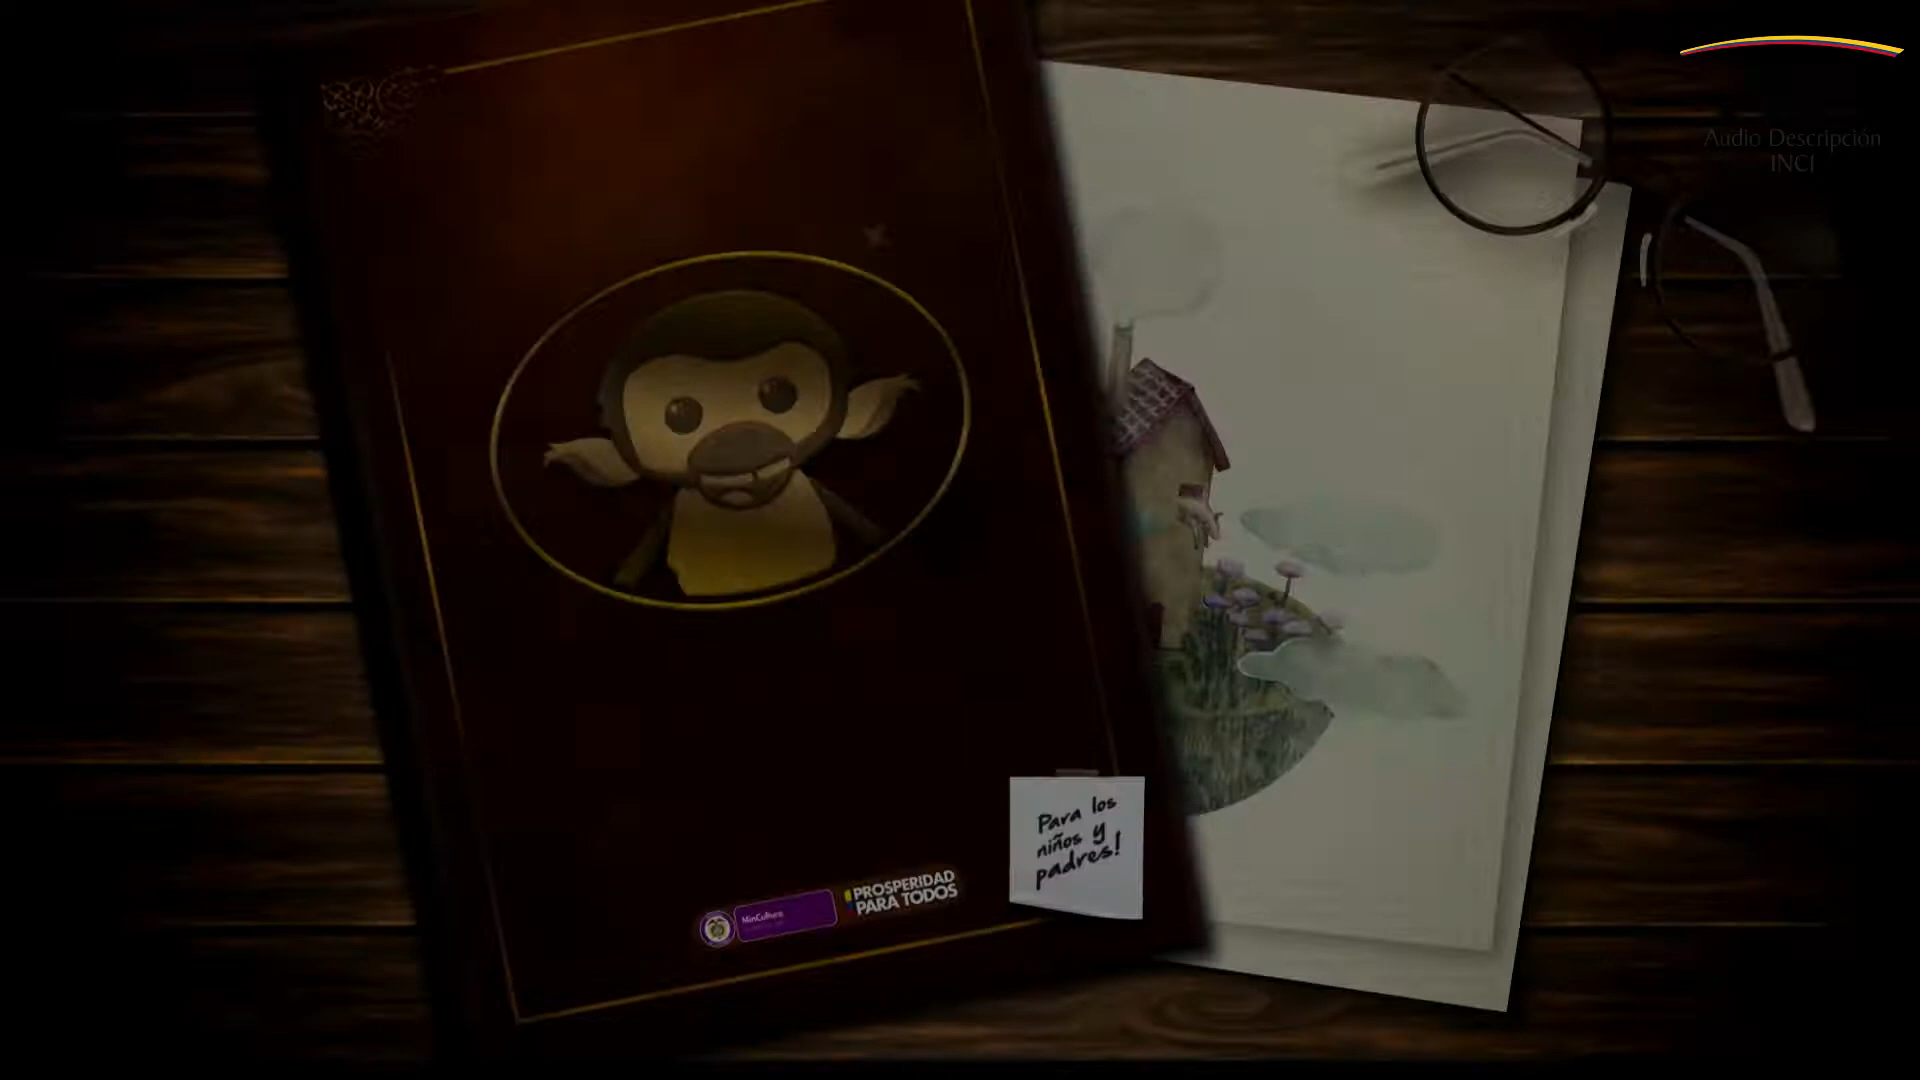 Audio Descripción
INCI
Para los
niños y
padres!
MinCultura
PROSPERIDAD
PARA TODOS